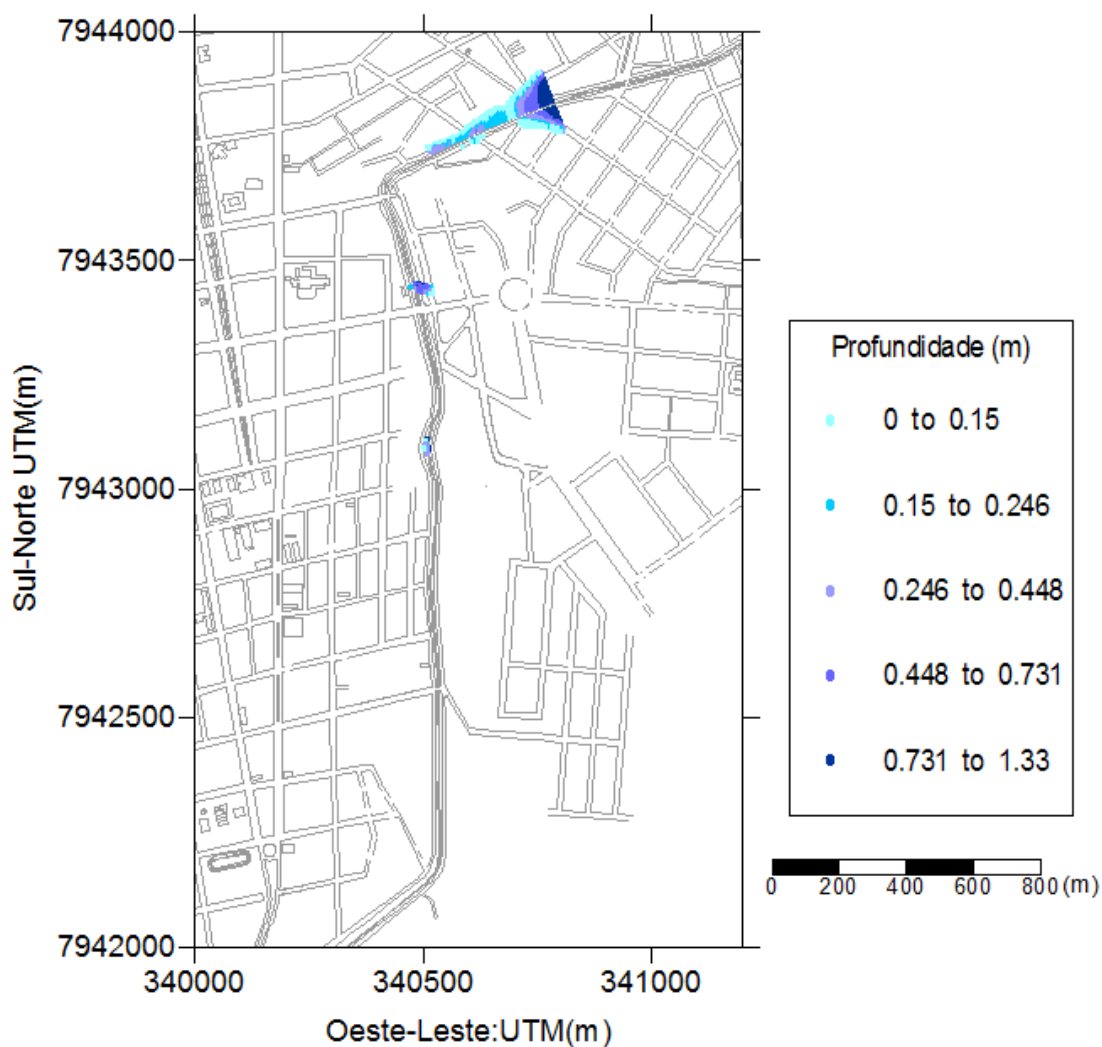 7944000
7943500
7943000
7942500
7942000
Sul-Norte UTM(m)
340000
340500
341000
Oeste-Leste:UTM(m)
Profundidade (m)
0 to 0.15
0.15 to 0.246
0.246 to 0.448
0.448 to 0.731
0.731 to 1.33
0 200 400 600 800 (m)